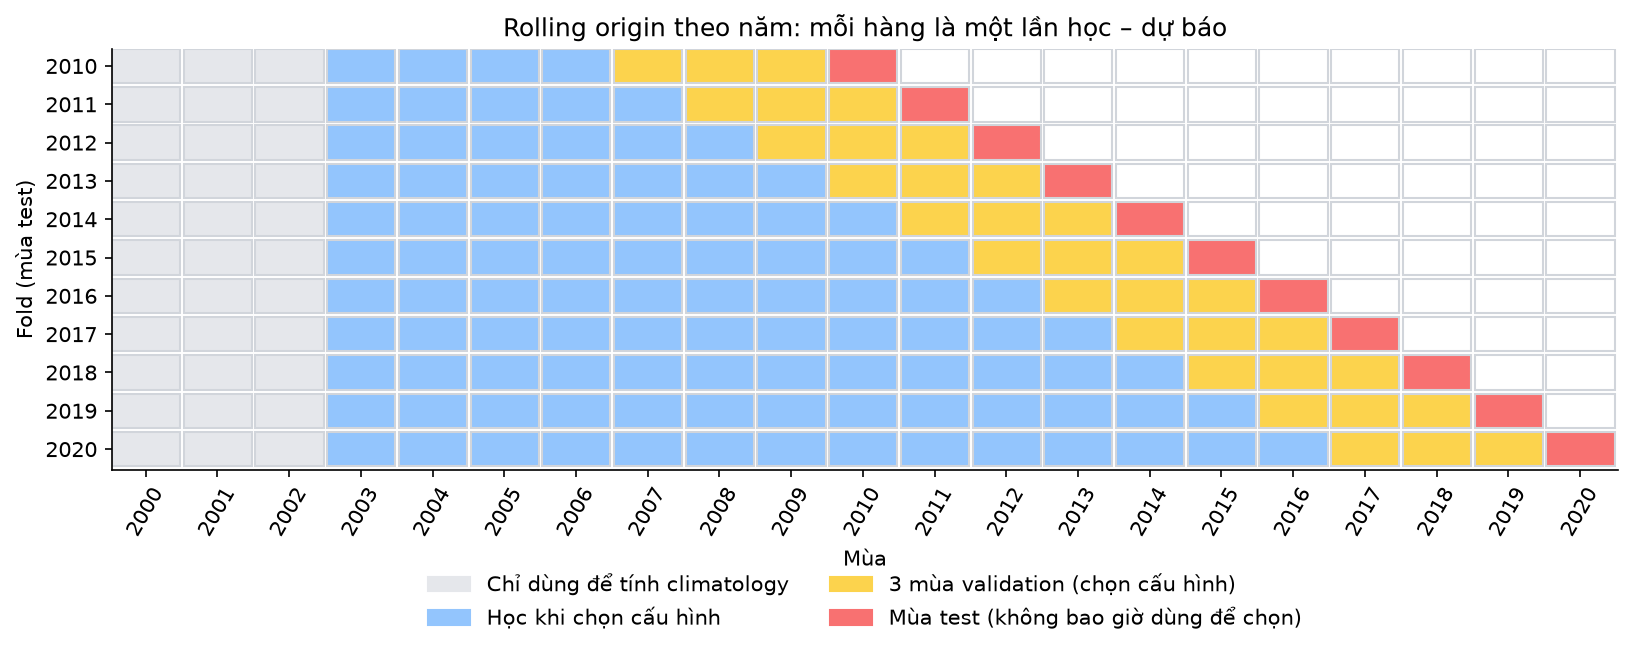 Rolling origin theo năm: mỗi hàng là một lần học – dự báo
Fold (mùa test)
2010
2011
2012
2013
2014
2015
2016
2017
2018
2019
2020
2000 2001 2002 2003 2004 2005 2006 2007 2008 2009 2010 2011 2012 2013 2014 2015 2016 2017 2018 2019 2020
Mùa
Chỉ dùng để tính climatology
Học khi chọn cấu hình
3 mùa validation (chọn cấu hình)
Mùa test (không bao giờ dùng để chọn)